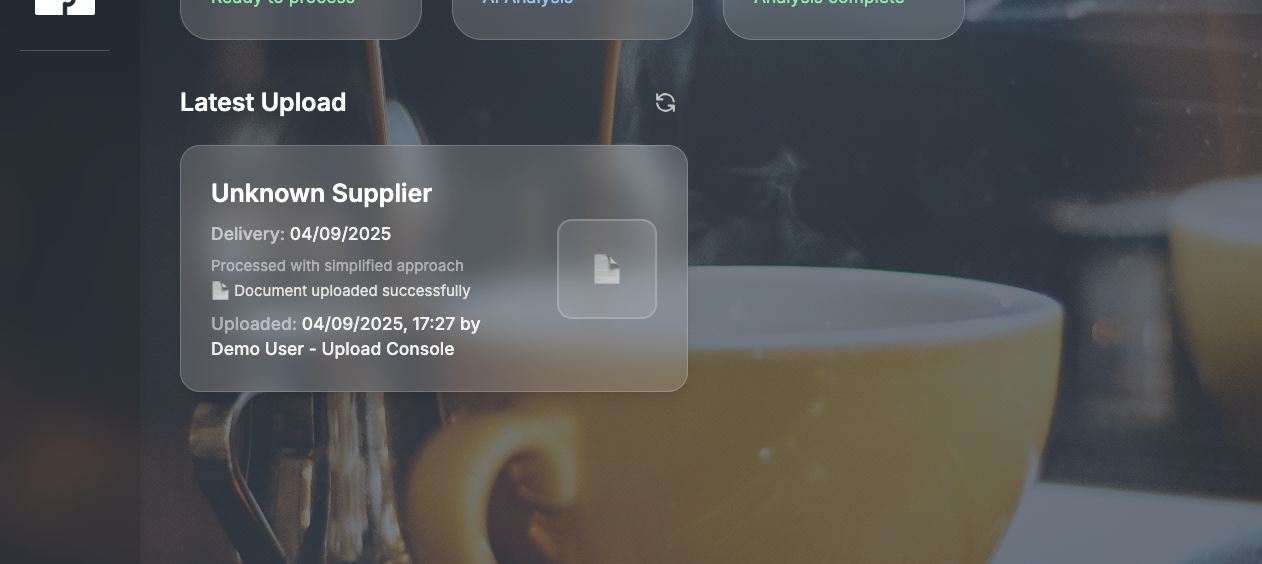 Ready to process
AI Analysis
Analysis complete
Latest Upload
Unknown Supplier
Delivery: 04/09/2025
Processed with simplified approach
Document uploaded successfully
Uploaded: 04/09/2025, 17:27 by
Demo User - Upload Console